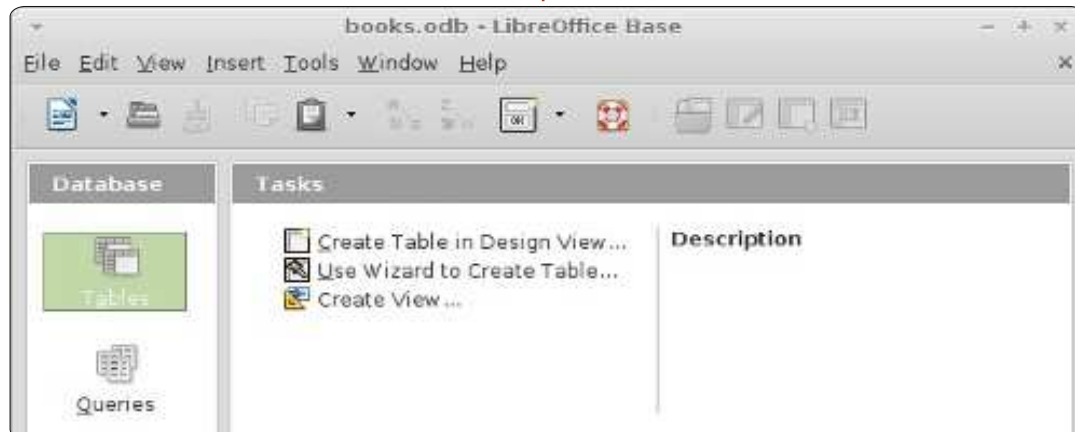 books.odb - LibreOffice Base
File Edit View Insert Tools Window Help
OK
Database
Tasks
Create Table in Design View...
Use Wizard to Create Table...
Create View...
Description
Tables
Queries